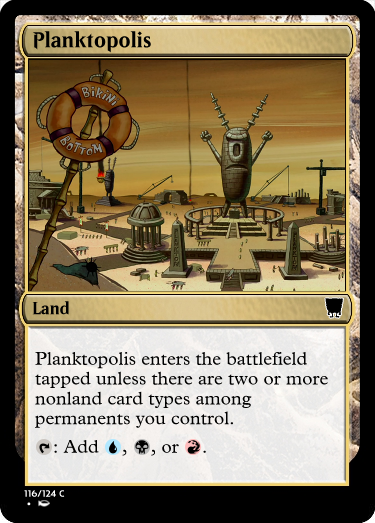 Planktopolis
BIKINI
BOTTOM
Land
Planktopolis enters the battlefield
tapped unless there are two or more
nonland card types among
permanents you control.
: Add , , or .
116/124 C